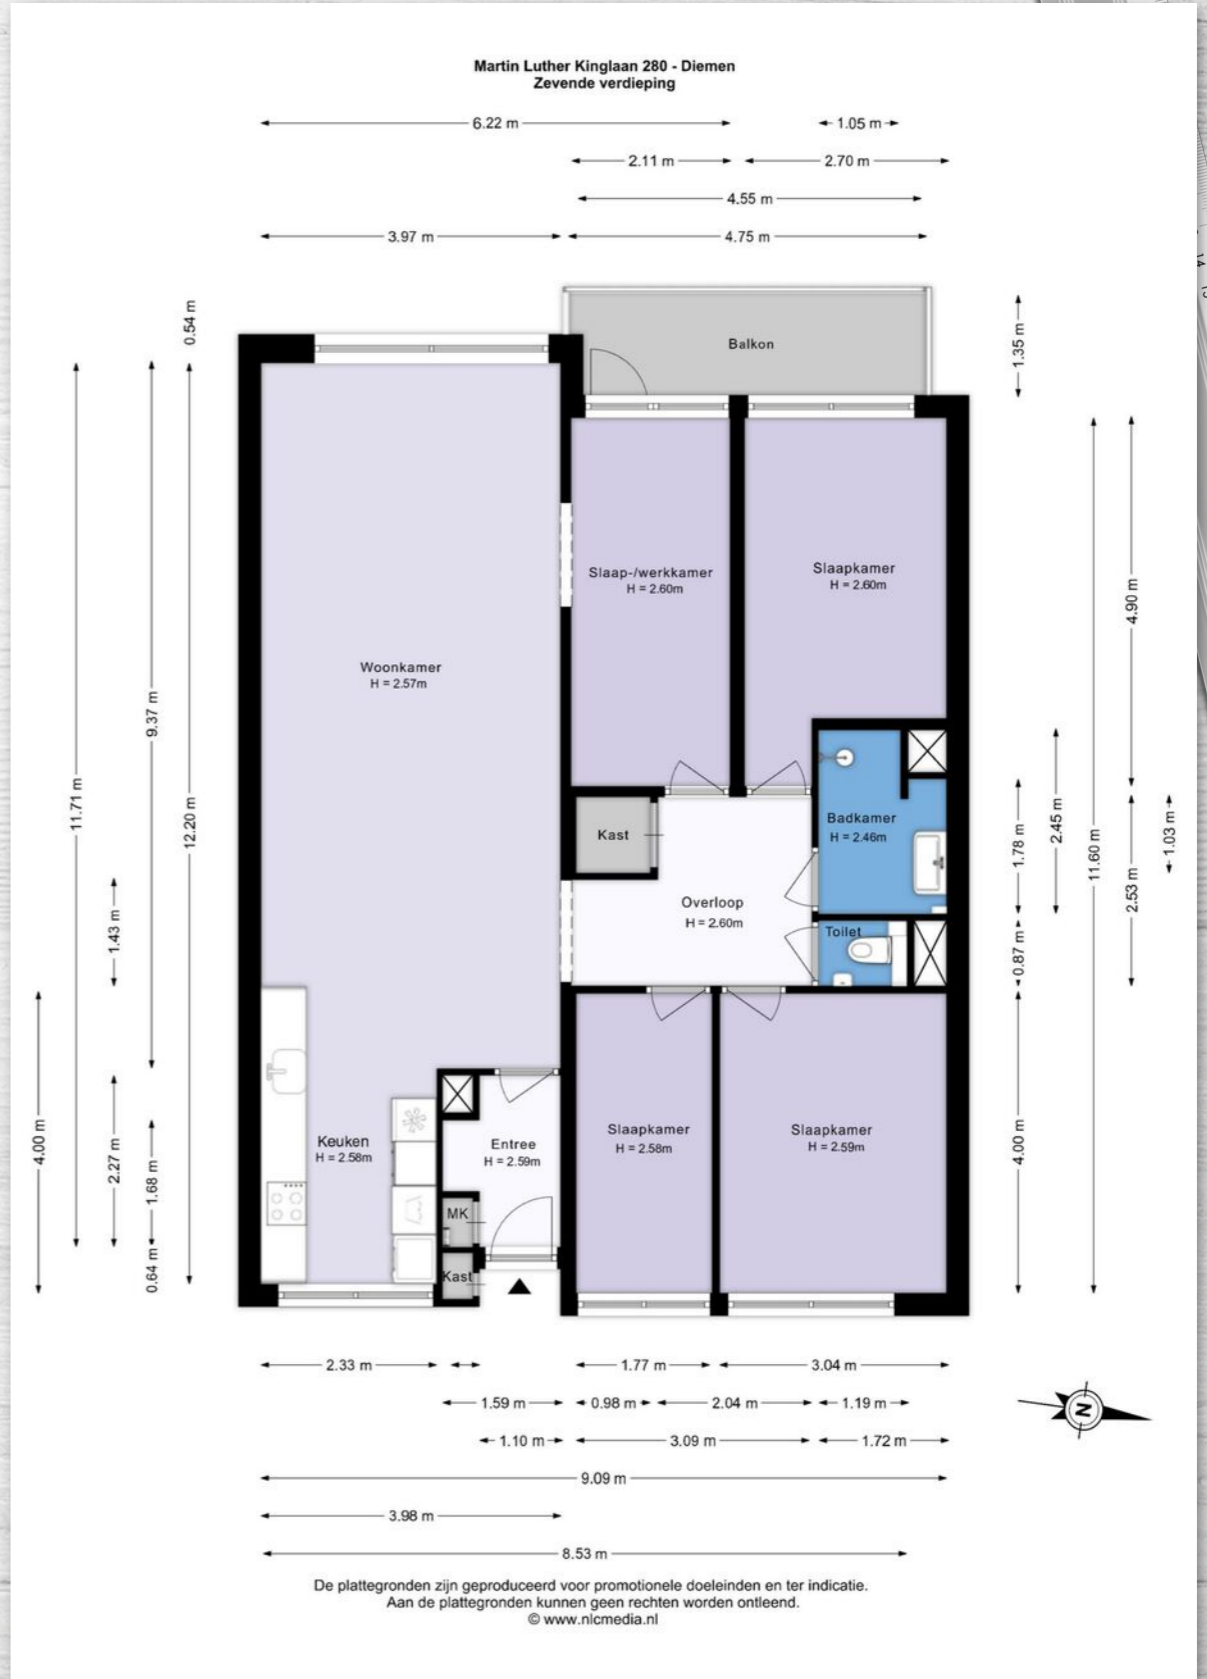 Martin Luther Kinglaan 280 - Diemen
Zevende verdieping
6.22 m
1.05 m
2.11 m
2.70 m
4.55 m
3.97 m
4.75 m
0.54 m
1.35 m
Balkon
Slaap-/werkkamer
H = 2.60m
Slaapkamer
H = 2.60m
4.90 m
Woonkamer
H = 2.57m
9.37 m
11.71 m
12.20 m
Kast
Badkamer
H = 2.46m
1.78 m
2.45 m
11.60 m
2.53 m
1.03 m
1.43 m
Overloop
H = 2.60m
Toilet
0.87 m
4.00 m
2.27 m
1.68 m
0.64 m
Keuken
H = 2.58m
Entree
H = 2.59m
MK
Kast
Slaapkamer
H = 2.58m
Slaapkamer
H = 2.59m
4.00 m
2.33 m
1.77 m
3.04 m
1.59 m
0.98 m
2.04 m
1.19 m
1.10 m
3.09 m
1.72 m
N
9.09 m
3.98 m
8.53 m
De plattegronden zijn geproduceerd voor promotionele doeleinden en ter indicatie.
Aan de plattegronden kunnen geen rechten worden ontleend.
© www.nlcmedia.nl